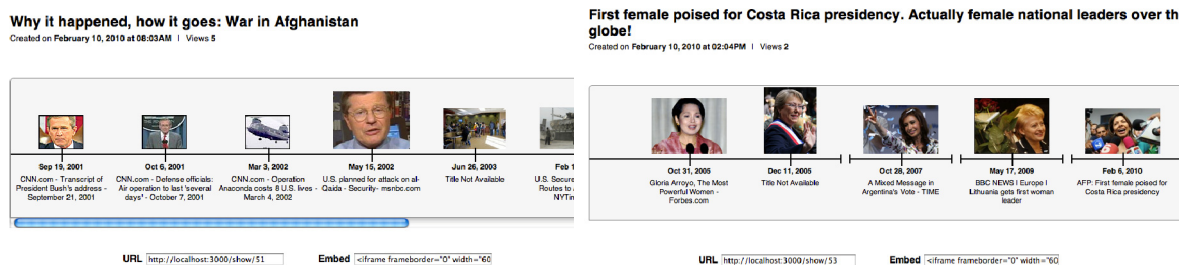 Why it happened, how it goes: War in Afghanistan
Created on February 10, 2010 at 08:03AM | Views 5
Sep 19, 2001
CNN.com - Transcript of
President Bush's address -
September 21, 2001
Oct 6, 2001
CNN.com - Defense officials:
Air operation to last 'several
days' - October 7, 2001
Mar 3, 2002
CNN.com - Operation
Anaconda costs 8 U.S. lives -
March 4, 2002
May 15, 2002
U.S. planned for attack on al-
Qaida - Security- msnbc.com
Jun 26, 2003
Title Not Available
Feb 1
U.S. Secure
Routes to
NYTin
URL http://localhost:3000/show/51
Embed <iframe frameborder="0" width="60
First female poised for Costa Rica presidency. Actually female national leaders over th
globe!
Created on February 10, 2010 at 02:04PM | Views 2
Oct 31, 2005
Gloria Arroyo, The Most
Powerful Women -
Forbes.com
Dec 11, 2005
Title Not Available
Oct 28, 2007
A Mixed Message in
Argentina's Vote - TIME
May 17, 2009
BBC NEWS | Europe |
Lithuania gets first woman
leader
Feb 6, 2010
AFP: First female poised for
Costa Rica presidency
URL http://localhost:3000/show/53
Embed <iframe frameborder="0" width="60